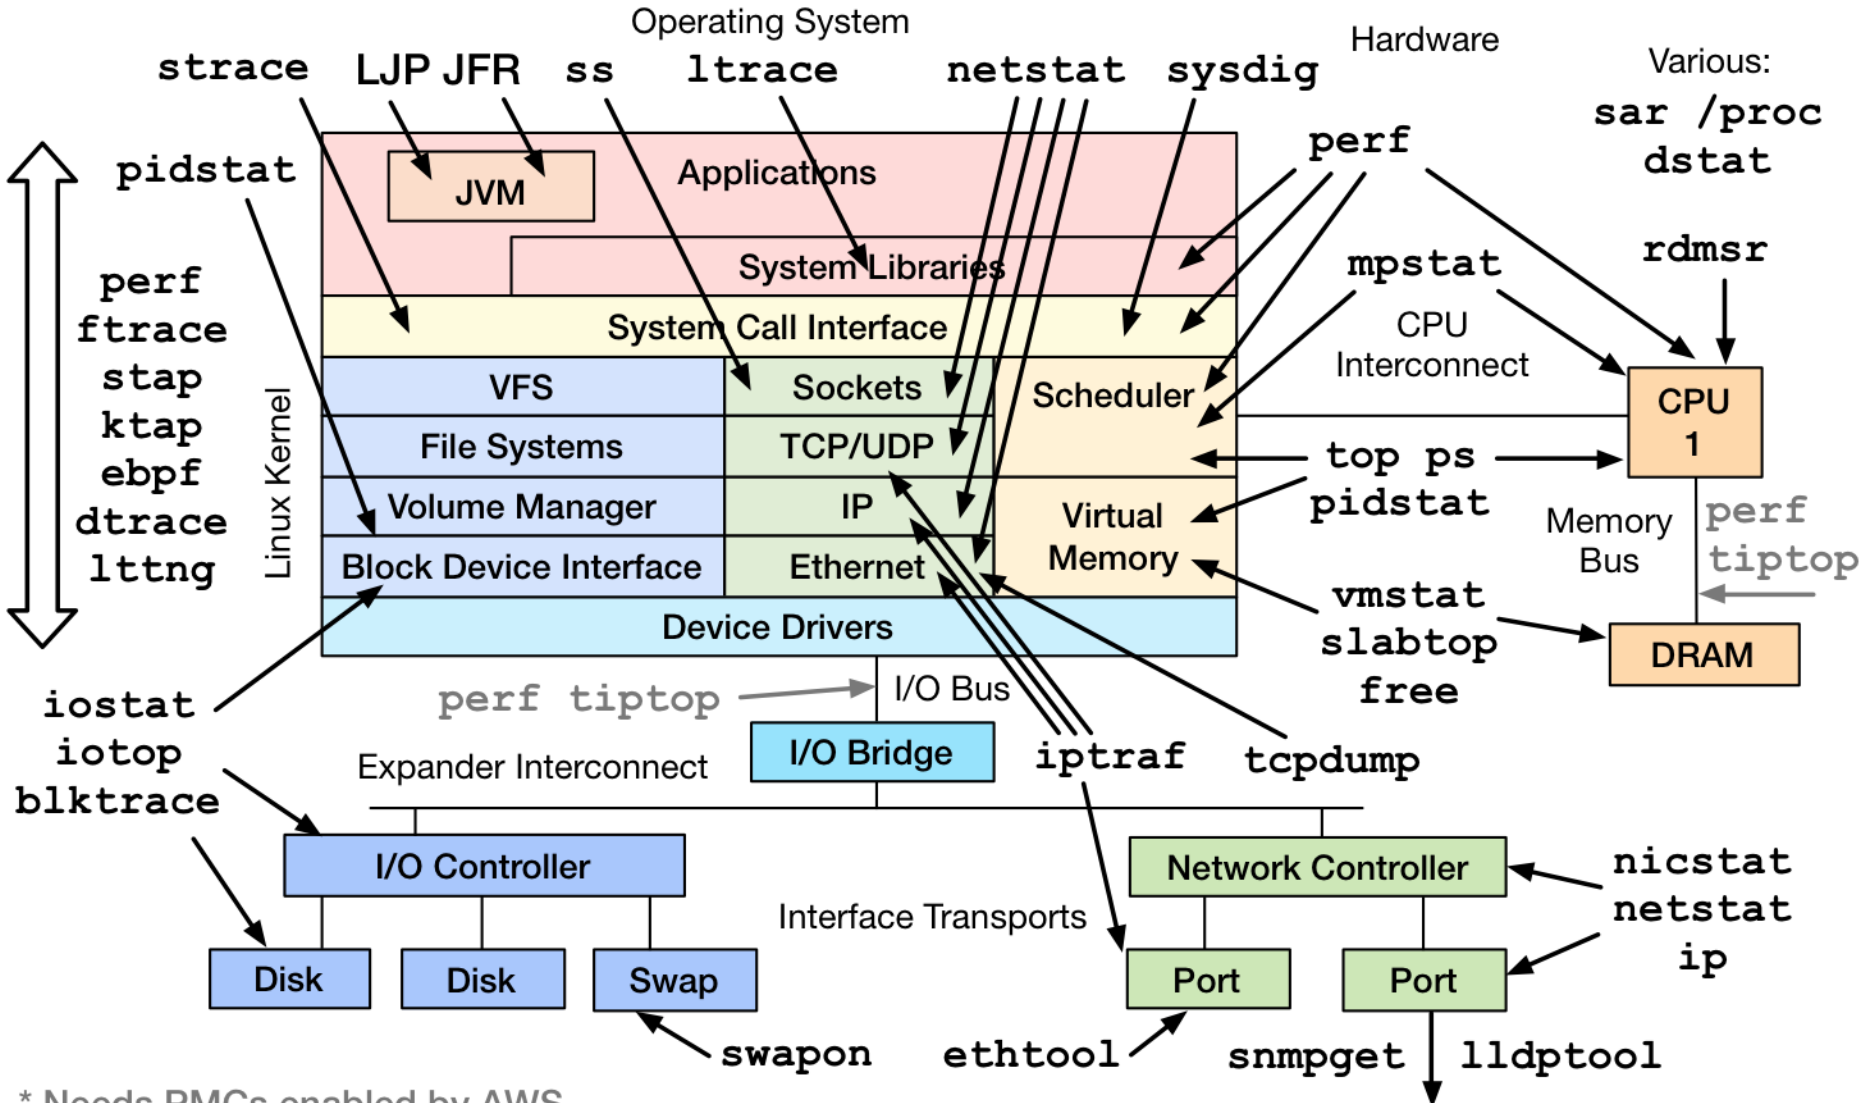 Operating System
Hardware
strace
LJP JFR
ss
ltrace
netstat
sysdig
Various:
sar /proc
dstat
perf
pidstat
JVM
Applications
System Libraries
rdmsr
mpstat
perf
ftrace
stap
ktap
ebpf
dtrace
lttng
Linux Kernel
System Call Interface
CPU
Interconnect
VFS
Sockets
Scheduler
CPU
1
File Systems
TCP/UDP
top ps
pidstat
Volume Manager
IP
Virtual
Memory
Memory
Bus
perf
tiptop
Block Device Interface
Ethernet
vmstat
slabtop
free
Device Drivers
DRAM
iostat
iotop
blktrace
perf tiptop
I/O Bus
I/O Bridge
iptraf
tcpdump
Expander Interconnect
I/O Controller
Network Controller
nicstat
netstat
ip
Interface Transports
Disk
Disk
Swap
Port
Port
swapon
ethtool
snmpget
lldptool
* Needs PMCs enabled by AWS